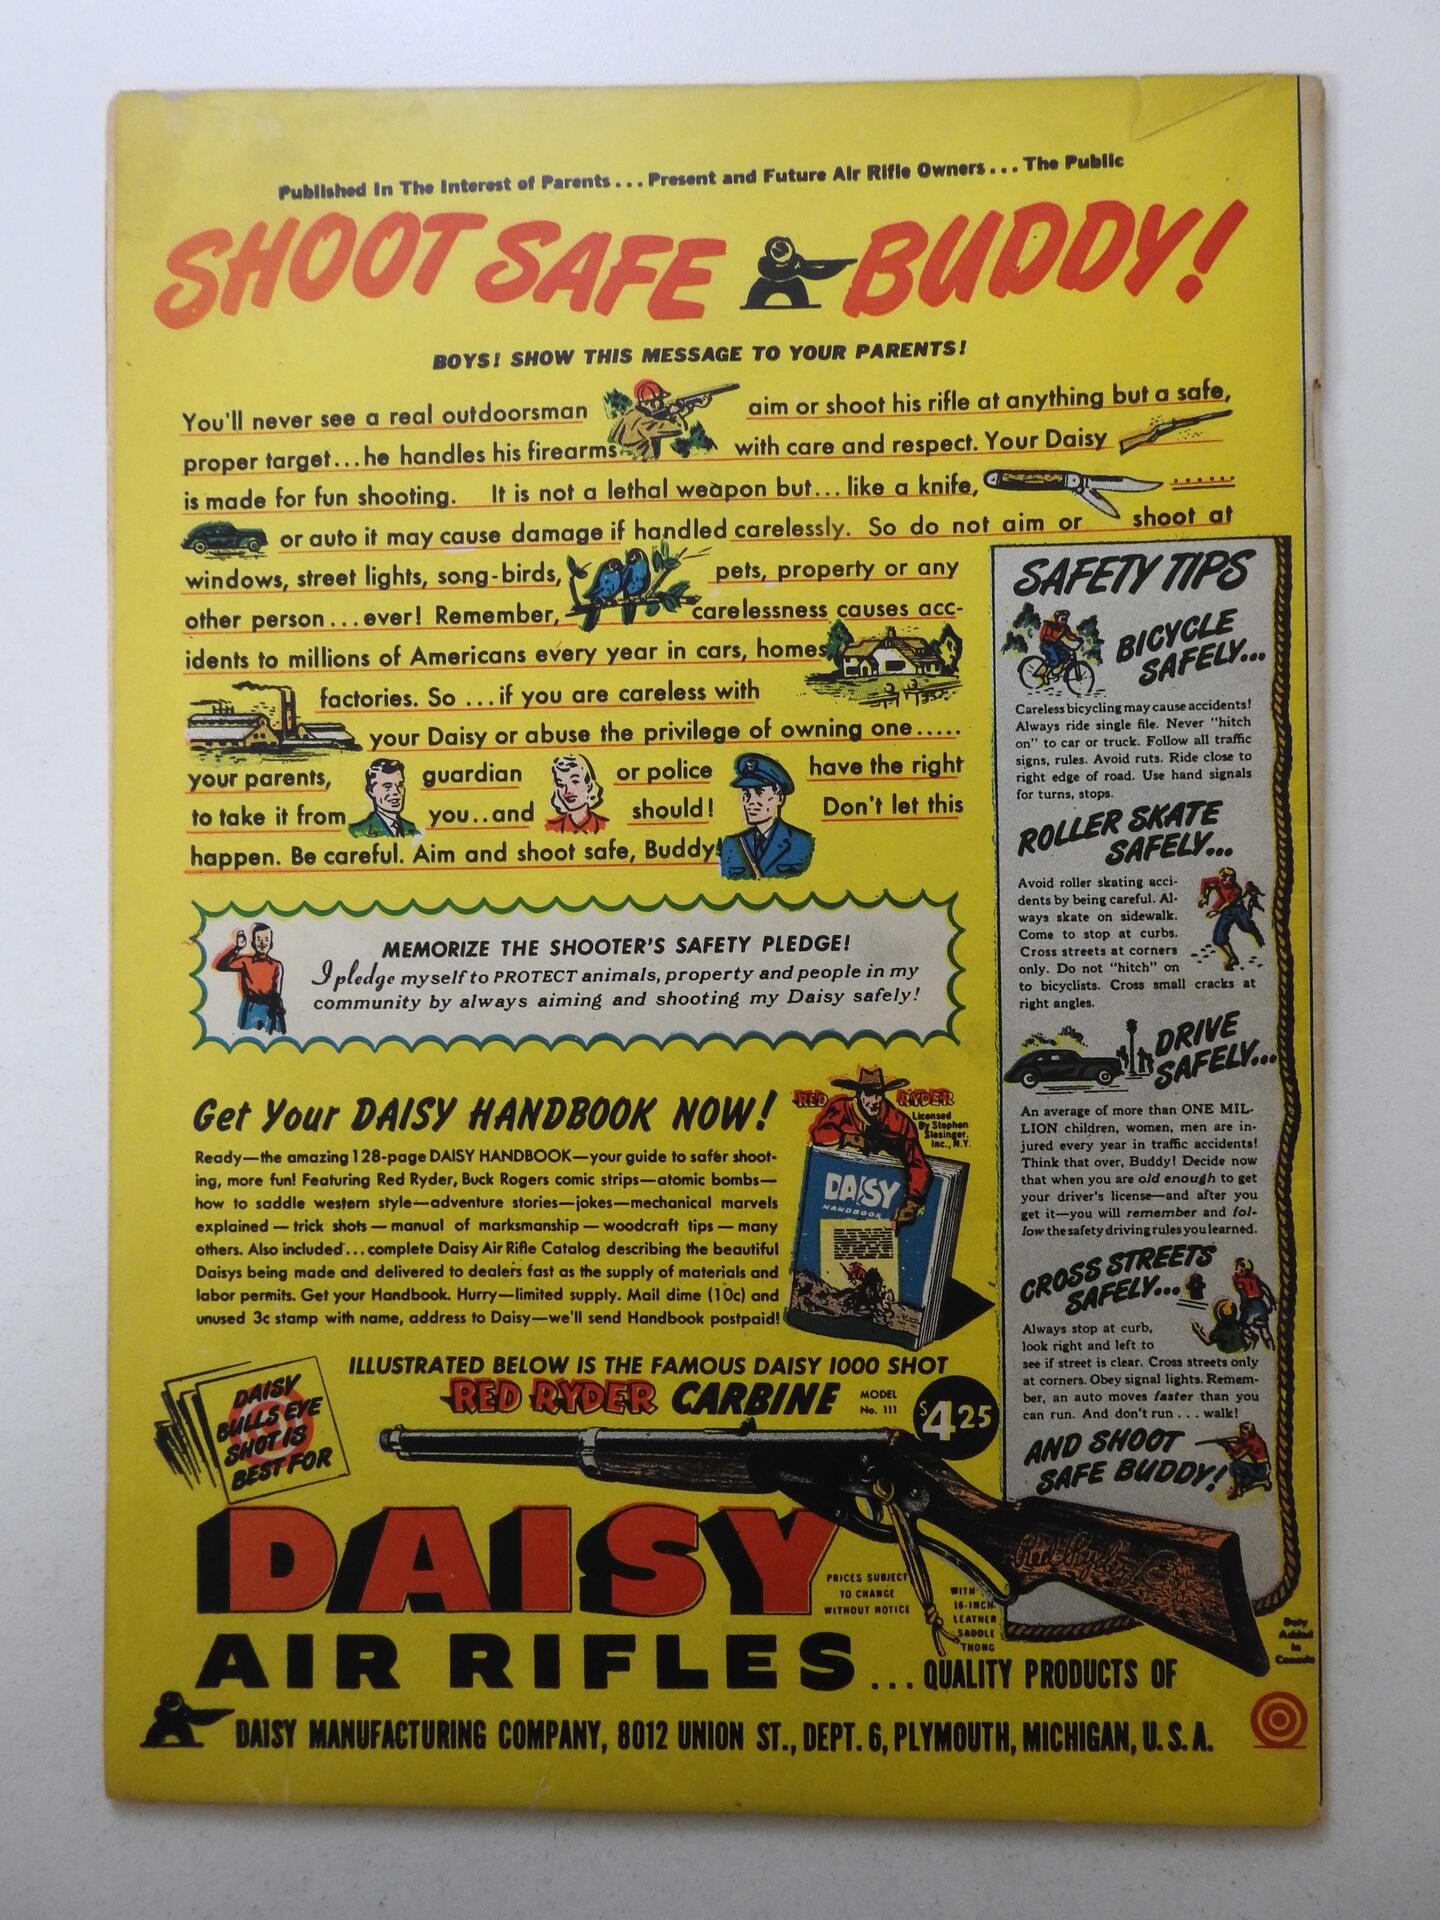 Published In The Interest of Parents... Present and Future Air Rifle Owners... The Public
SHOOT SAFE BUDDY!
BOYS! SHOW THIS MESSAGE TO YOUR PARENTS!
You'll never see a real outdoorsman aim or shoot his rifle at anything but a safe,
proper target...he handles his firearms with care and respect. Your Daisy
is made for fun shooting. It is not a lethal weapon but... like a knife,
or auto it may cause damage if handled carelessly. So do not aim or shoot at
windows, street lights, song-birds, pets, property or any
other person...ever! Remember, carelessness causes acc-
idents to millions of Americans every year in cars, homes
factories. So ...if you are careless with
your Daisy or abuse the privilege of owning one.....
your parents, guardian or police have the right
to take it from you..and should! Don't let this
happen. Be careful. Aim and shoot safe, Buddy!
MEMORIZE THE SHOOTER'S SAFETY PLEDGE!
I pledge myself to PROTECT animals, property and people in my
community by always aiming and shooting my Daisy safely!
Get Your DAISY HANDBOOK NOW!
Ready—the amazing 128-page DAISY HANDBOOK—your guide to safer shoot-
ing, more fun! Featuring Red Ryder, Buck Rogers comic strips—atomic bombs—
how to saddle western style—adventure stories—jokes—mechanical marvels
explained — trick shots — manual of marksmanship — woodcraft tips — many
others. Also included...complete Daisy Air Rifle Catalog describing the beautiful
Daisys being made and delivered to dealers fast as the supply of materials and
labor permits. Get your Handbook. Hurry—limited supply. Mail dime (10c) and
unused 3c stamp with name, address to Daisy—we'll send Handbook postpaid!
RED RYDER
Licensed
By Stephen
Slesinger,
Inc., N.Y.
DAISY
HANDBOOK
SAFETY TIPS
BICYCLE
SAFELY...
Careless bicycling may cause accidents!
Always ride single file. Never "hitch
on" to car or truck. Follow all traffic
signs, rules. Avoid ruts. Ride close to
right edge of road. Use hand signals
for turns, stops.
ROLLER SKATE
SAFELY...
Avoid roller skating acci-
dents by being careful. Al-
ways skate on sidewalk.
Come to stop at curbs.
Cross streets at corners
only. Do not "hitch" on
to bicyclists. Cross small cracks at
right angles.
DRIVE
SAFELY...
An average of more than ONE MIL-
LION children, women, men are in-
jured every year in traffic accidents!
Think that over, Buddy! Decide now
that when you are old enough to get
your driver's license—and after you
get it—you will remember and fol-
low the safety driving rules you learned.
CROSS STREETS
SAFELY...
Always stop at curb,
look right and left to
see if street is clear. Cross streets only
at corners. Obey signal lights. Remem-
ber, an auto moves faster than you
can run. And don't run . . . walk!
AND SHOOT
SAFE BUDDY!
ILLUSTRATED BELOW IS THE FAMOUS DAISY 1000 SHOT
RED RYDER CARBINE
MODEL
No. 111
$4.25
DAISY
BULLS EYE
SHOT IS
BEST FOR
Red Ryder
DAISY
PRICES SUBJECT
TO CHANGE
WITHOUT NOTICE
WITH
16-INCH
LEATHER
SADDLE
THONG
Duty
Added
in
Canada
AIR RIFLES ...QUALITY PRODUCTS OF
DAISY MANUFACTURING COMPANY, 8012 UNION ST., DEPT. 6, PLYMOUTH, MICHIGAN, U. S. A.